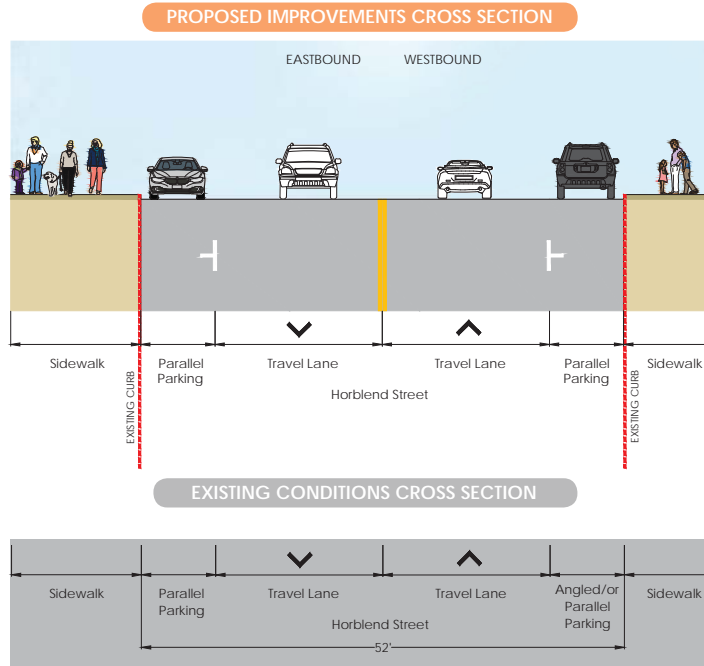 PROPOSED IMPROVEMENTS CROSS SECTION
EASTBOUND WESTBOUND
Sidewalk Parallel Parking Travel Lane Travel Lane Parallel Parking Sidewalk
Horblend Street
EXISTING CURB
EXISTING CURB
EXISTING CONDITIONS CROSS SECTION
Sidewalk Parallel Parking Travel Lane Travel Lane Angled/or Parallel Parking Sidewalk
Horblend Street
52'